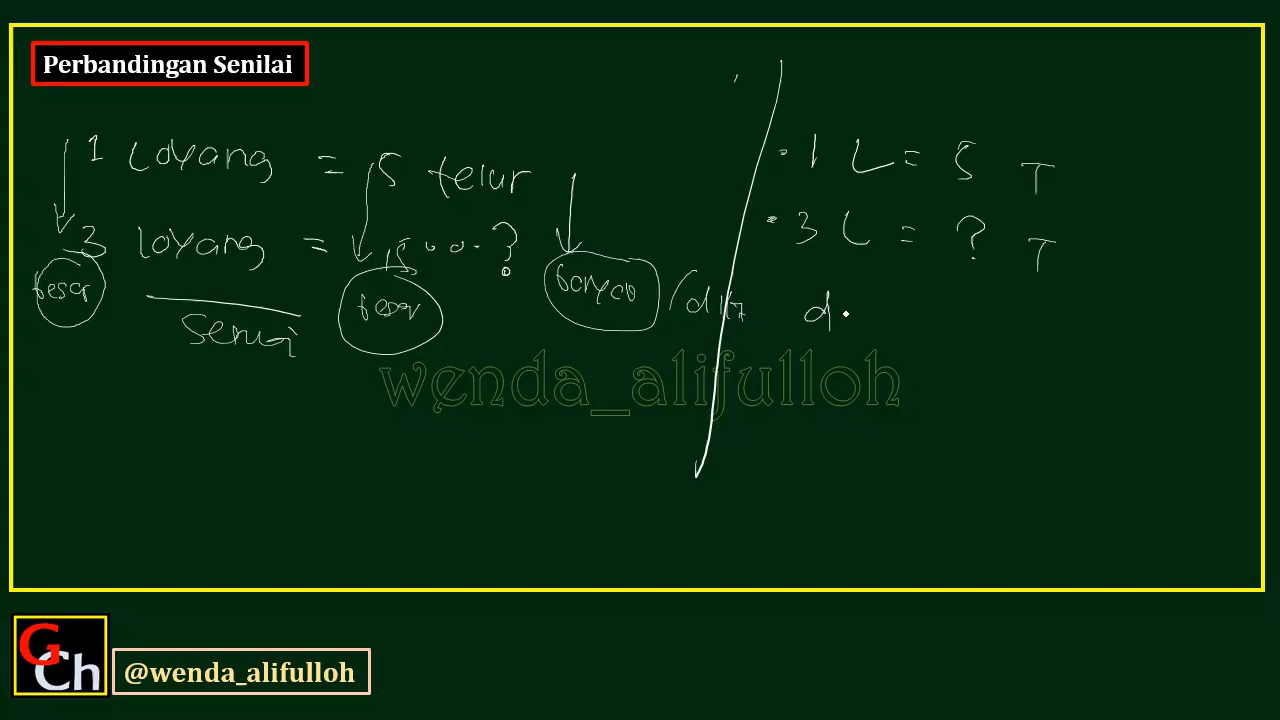 Perbandingan Senilai
1 Loyang = 5 telur
3 loyang = 15 ?
besar
besar
banyak
senilai
· 1 L = 5 T
· 3 L = ? T
d
wenda_alifulloh
GCh
@wenda_alifulloh